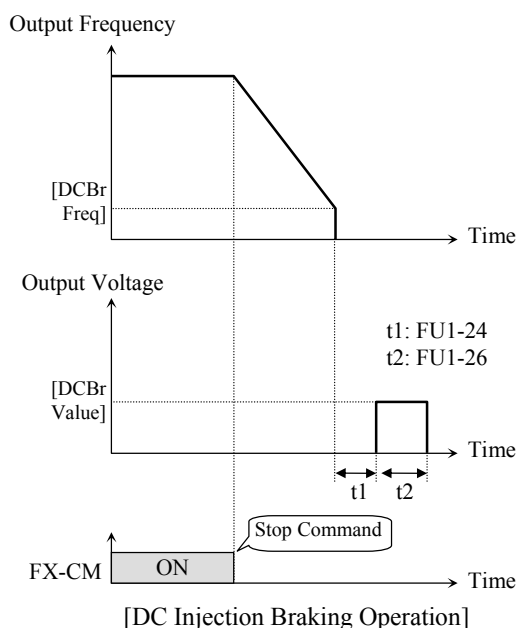 Output Frequency
[DCBr
Freq]
Time
Output Voltage
t1: FU1-24
t2: FU1-26
[DCBr
Value]
Time
t1
t2
Stop Command
FX-CM
ON
Time
[DC Injection Braking Operation]